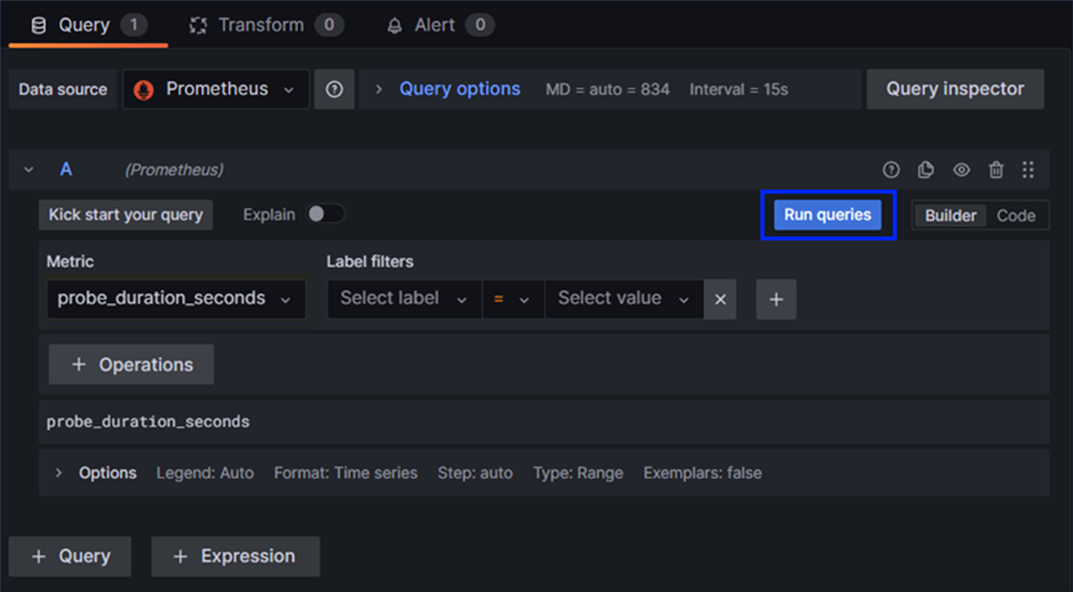 Query 1 Transform 0 Alert 0
Data source Prometheus Query options MD = auto = 834 Interval = 15s Query inspector
A (Prometheus)
Kick start your query Explain Run queries Builder Code
Metric Label filters
probe_duration_seconds Select label = Select value × +
+ Operations
probe_duration_seconds
Options Legend: Auto Format: Time series Step: auto Type: Range Exemplars: false
+ Query + Expression